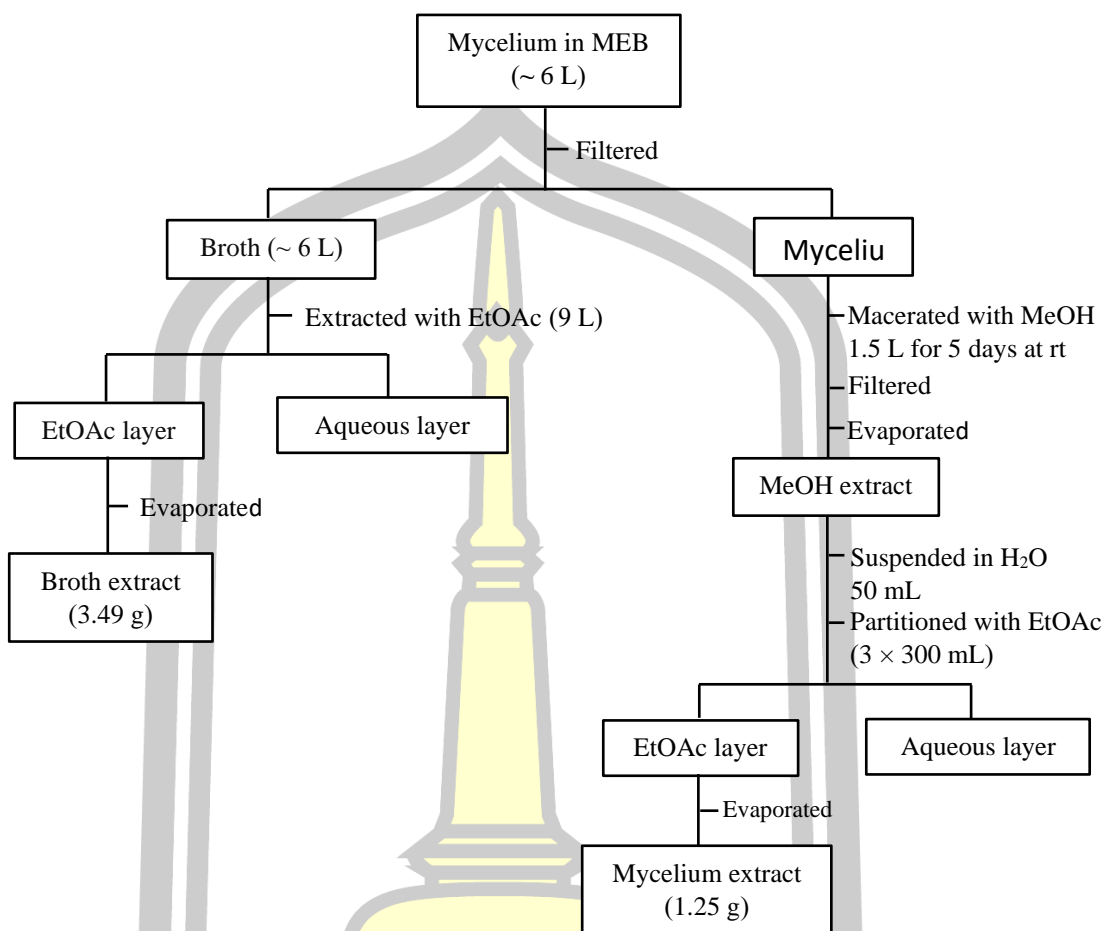 Mycelium in MEB
(~ 6 L)
Filtered
Broth (~ 6 L)
Myceliu
Extracted with EtOAc (9 L)
Macerated with MeOH
1.5 L for 5 days at rt
Filtered
Evaporated
EtOAc layer
Aqueous layer
MeOH extract
Evaporated
Suspended in H₂O
50 mL
Partitioned with EtOAc
(3 × 300 mL)
Broth extract
(3.49 g)
EtOAc layer
Aqueous layer
Evaporated
Mycelium extract
(1.25 g)